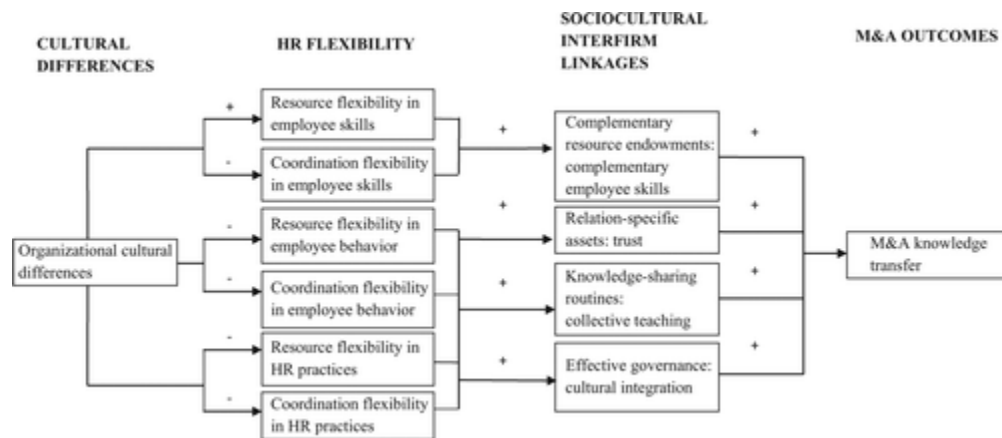 CULTURAL
DIFFERENCES
HR FLEXIBILITY
SOCIOCULTURAL
INTERFIRM
LINKAGES
M&A OUTCOMES
+
Resource flexibility in
employee skills
-
Coordination flexibility
in employee skills
+
Complementary
resource endowments:
complementary
employee skills
+
Organizational cultural
differences
-
Resource flexibility in
employee behavior
-
Coordination flexibility
in employee behavior
+
Relation-specific
assets: trust
+
+
Knowledge-sharing
routines:
collective teaching
+
M&A knowledge
transfer
-
Resource flexibility in
HR practices
-
Coordination flexibility
in HR practices
+
Effective governance:
cultural integration
+